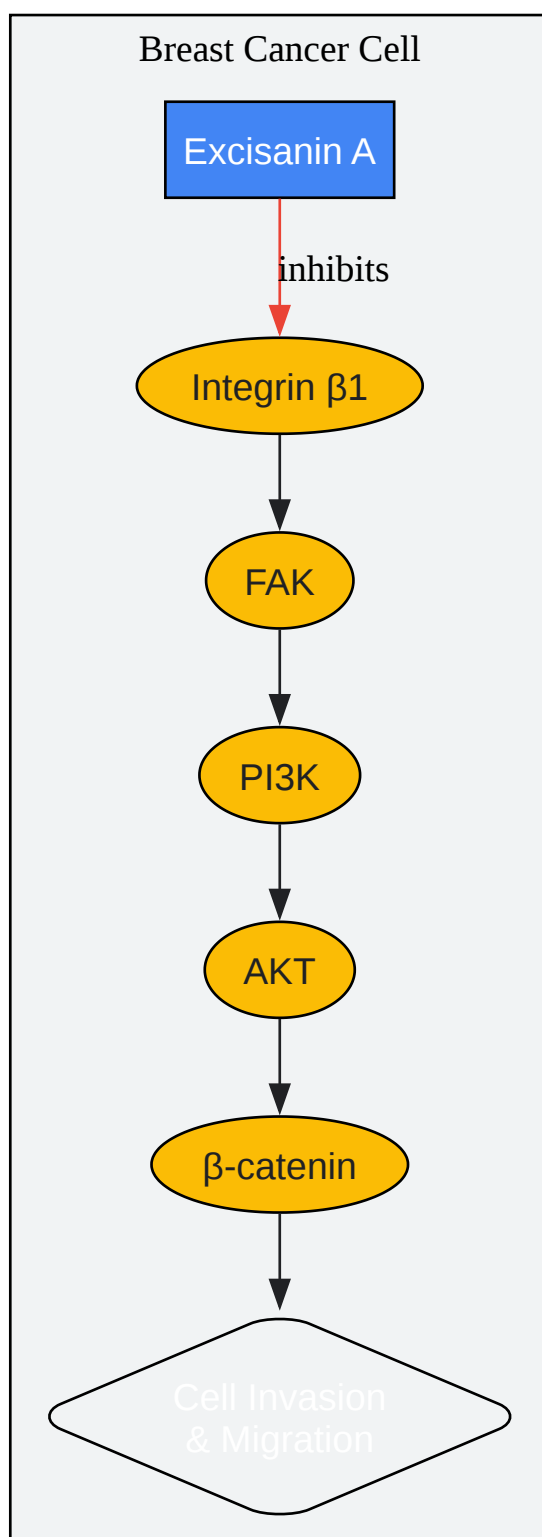 Breast Cancer Cell
Excisanin A
inhibits
Integrin β1
FAK
PI3K
AKT
β-catenin
Cell Invasion
& Migration